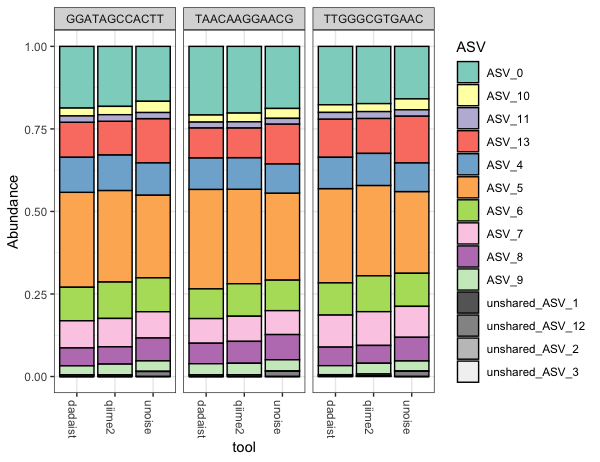 GGATAGCCACTT TAACAAGGAACG TTGGGCGTGAAC
Abundance
1.00
0.75
0.50
0.25
0.00
dadaist qiime2 unoise dadaist qiime2 unoise dadaist qiime2 unoise
tool
ASV
ASV_0
ASV_10
ASV_11
ASV_13
ASV_4
ASV_5
ASV_6
ASV_7
ASV_8
ASV_9
unshared_ASV_1
unshared_ASV_12
unshared_ASV_2
unshared_ASV_3